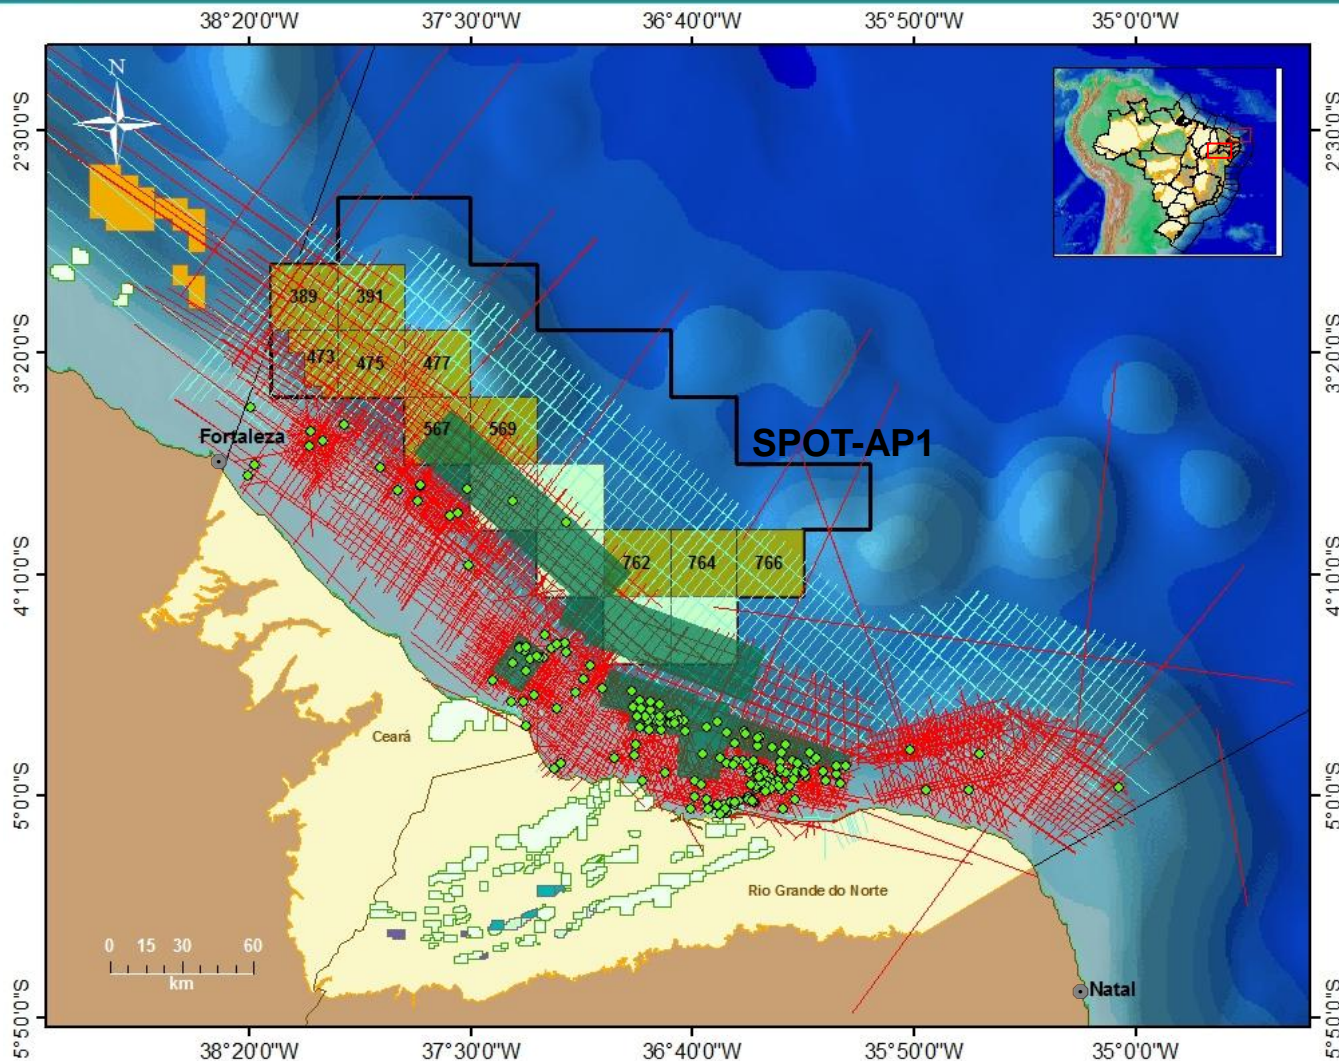 38°20'0"W 37°30'0"W 36°40'0"W 35°50'0"W 35°0'0"W
N
2°30'0"S 2°30'0"S
389 391
3°20'0"S 3°20'0"S
473 475 477
567 569
Fortaleza
SPOT-AP1
762 764 766
4°10'0"S 4°10'0"S
Ceará
5°0'0"S 5°0'0"S
Rio Grande do Norte
0 15 30 60
km
Natal
5°50'0"S 5°50'0"S
38°20'0"W 37°30'0"W 36°40'0"W 35°50'0"W 35°0'0"W